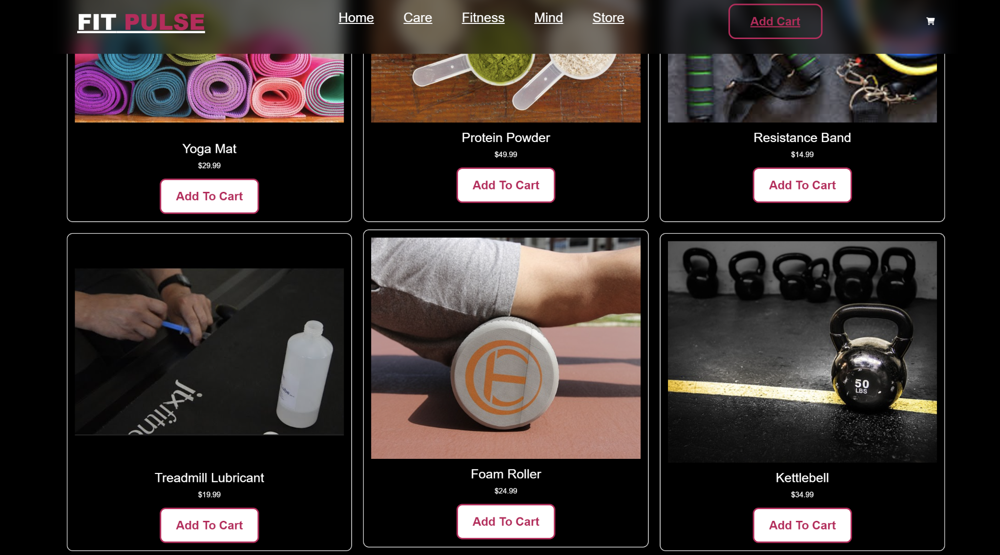 FIT PULSE
Home Care Fitness Mind Store
Add Cart
Yoga Mat
$29.99
Add To Cart
Protein Powder
$49.99
Add To Cart
Resistance Band
$14.99
Add To Cart
jtxfitne
Treadmill Lubricant
$19.99
Add To Cart
Foam Roller
$24.99
Add To Cart
50
LBS
Kettlebell
$34.99
Add To Cart